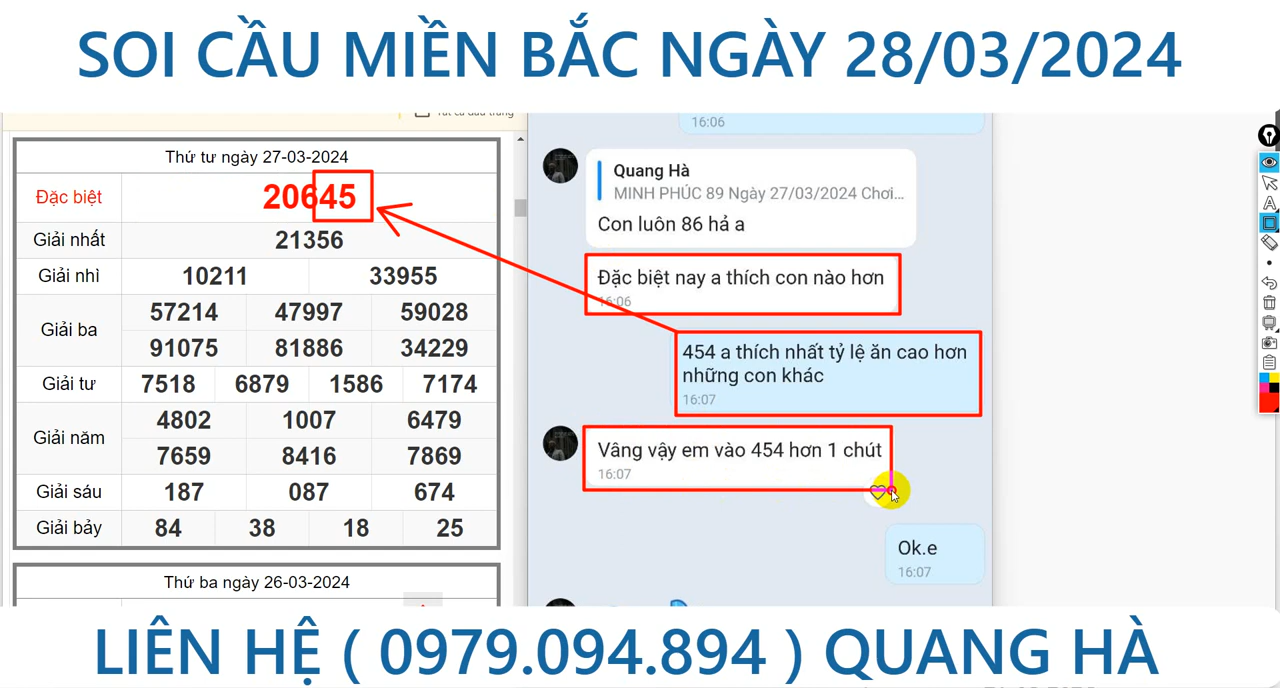 SOI CẦU MIỀN BẮC NGÀY 28/03/2024
16:06
Thứ tư ngày 27-03-2024
Đặc biệt 20645
Giải nhất 21356
Giải nhì 10211 33955
Giải ba 57214 47997 59028
91075 81886 34229
Giải tư 7518 6879 1586 7174
Giải năm 4802 1007 6479
7659 8416 7869
Giải sáu 187 087 674
Giải bảy 84 38 18 25
Thứ ba ngày 26-03-2024
Quang Hà
MINH PHÚC 89 Ngày 27/03/2024 Chơi...
Con luôn 86 hả a
Đặc biệt nay a thích con nào hơn
16:06
454 a thích nhất tỷ lệ ăn cao hơn
những con khác
16:07
Vâng vậy em vào 454 hơn 1 chút
16:07
Ok.e
16:07
LIÊN HỆ ( 0979.094.894 ) QUANG HÀ